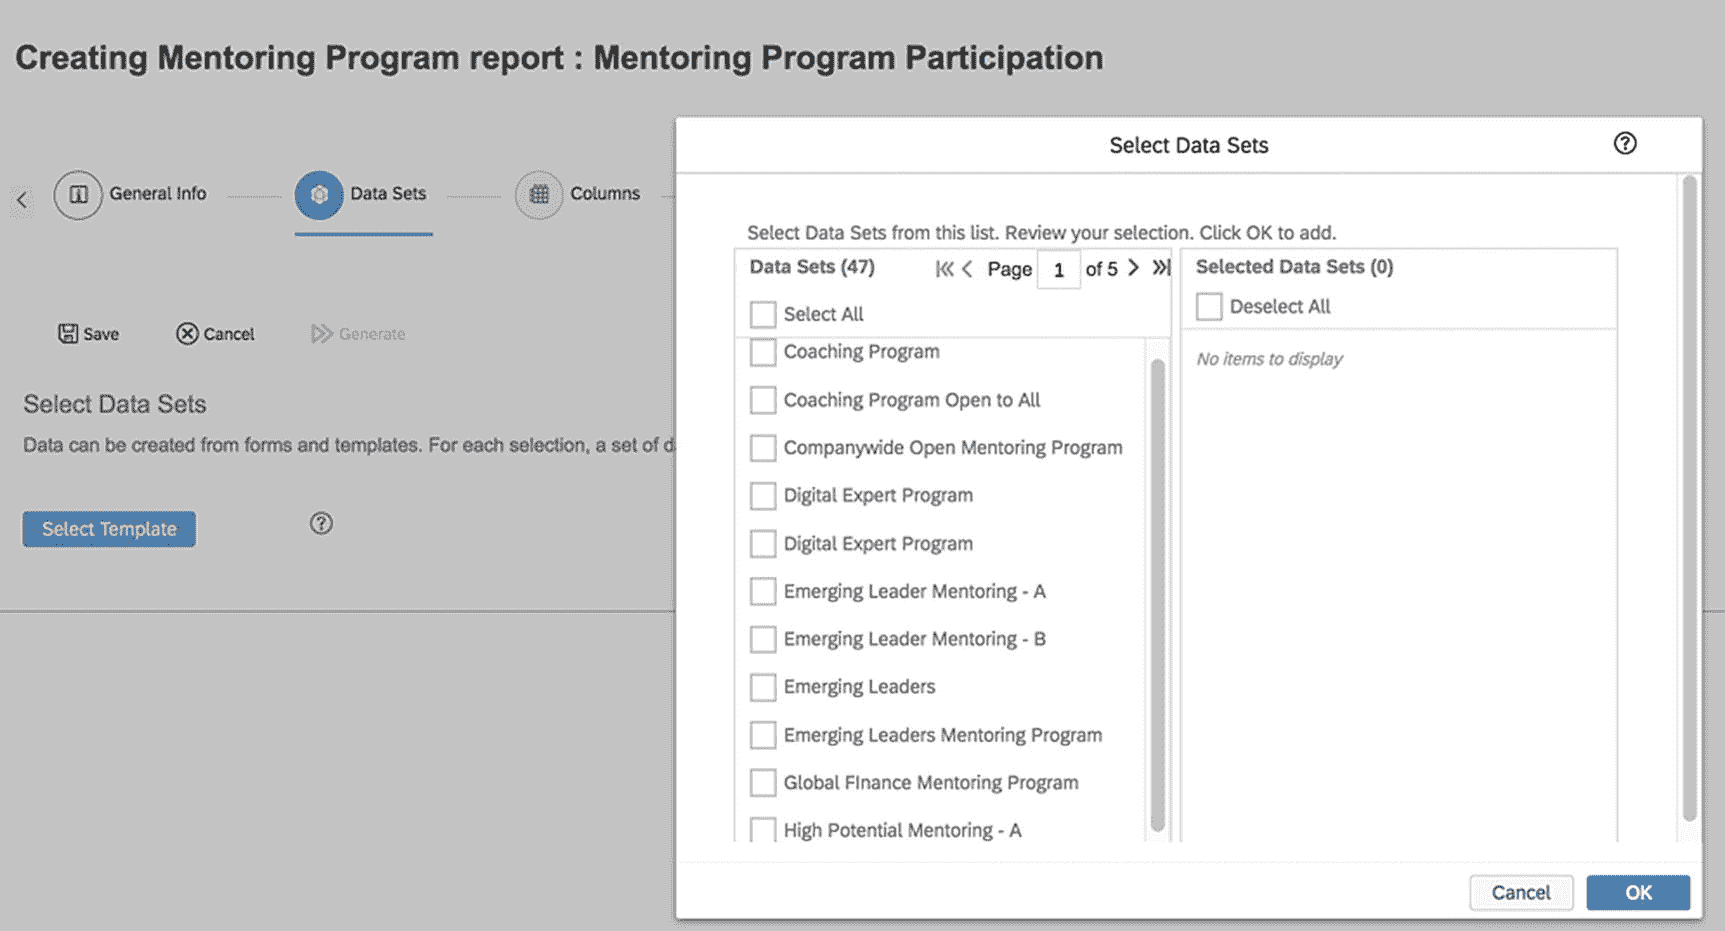 Creating Mentoring Program report : Mentoring Program Participation
General Info
Data Sets
Columns
Save
Cancel
Generate
Select Data Sets
Data can be created from forms and templates. For each selection, a set of d
Select Template
?
Select Data Sets
?
Select Data Sets from this list. Review your selection. Click OK to add.
Data Sets (47)
Page 1 of 5
Select All
Coaching Program
Coaching Program Open to All
Companywide Open Mentoring Program
Digital Expert Program
Digital Expert Program
Emerging Leader Mentoring - A
Emerging Leader Mentoring - B
Emerging Leaders
Emerging Leaders Mentoring Program
Global FInance Mentoring Program
High Potential Mentoring - A
Selected Data Sets (0)
Deselect All
No items to display
Cancel
OK